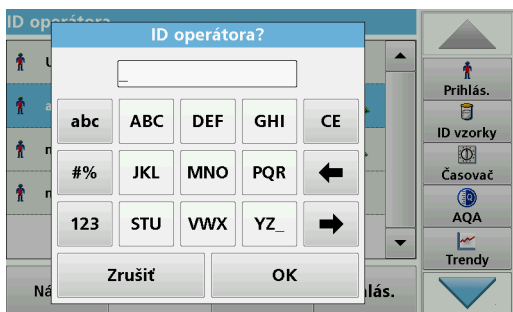 ID operátora
ID operátora?
_
abc ABC DEF GHI CE
#% JKL MNO PQR
123 STU VWX YZ_
Zrušiť OK
Prihlás.
ID vzorky
Časovač
AQA
Trendy